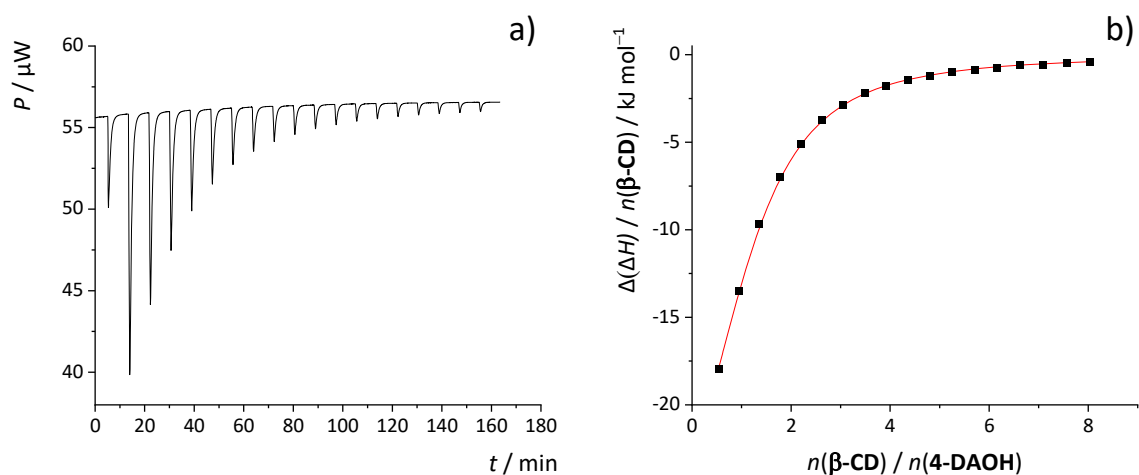 a)
P / μW
60
55
50
45
40
0 20 40 60 80 100 120 140 160 180
t / min
b)
Δ(ΔH) / n(β-CD) / kJ mol⁻¹
0
-5
-10
-15
-20
0 2 4 6 8
n(β-CD) / n(4-DAOH)